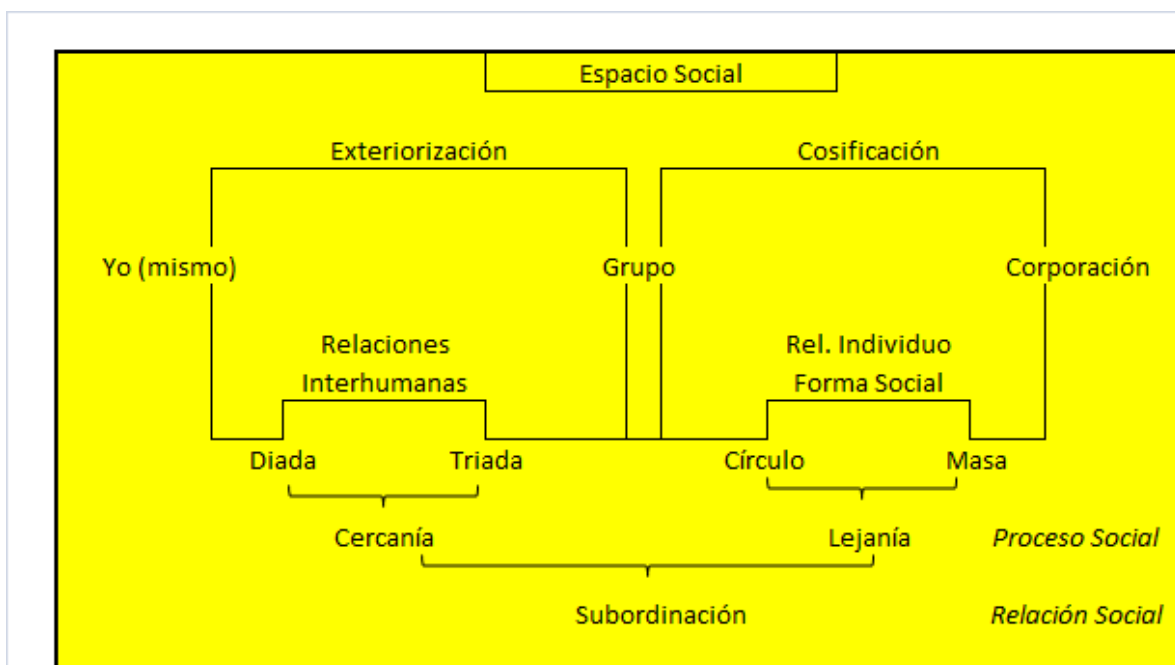 Espacio Social
Exteriorización
Cosificación
Yo (mismo)
Grupo
Corporación
Relaciones
Interhumanas
Rel. Individuo
Forma Social
Diada
Triada
Círculo
Masa
Cercanía
Lejanía
Proceso Social
Subordinación
Relación Social